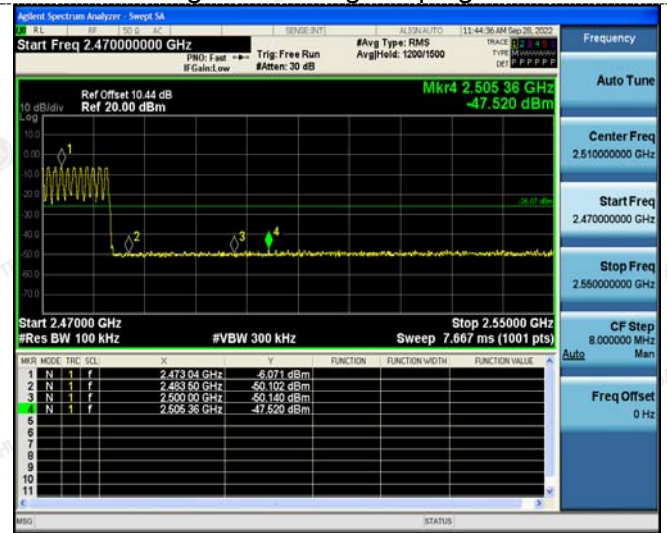 Agilent Spectrum Analyzer - Swept SA
RL RF 50 Ω AC SENSE:INT ALIGN AUTO 11:44:36 AM Sep 28, 2022
Start Freq 2.470000000 GHz
PNO: Fast Trig: Free Run #Avg Type: RMS TRACE 1 2 3 4 5 6
IFGain:Low #Atten: 30 dB Avg|Hold: 1200/1500 TYPE
DET P P P P P P
Ref Offset 10.44 dB Mkr4 2.505 36 GHz
10 dB/div Ref 20.00 dBm -47.520 dBm
Log
10.0
0.00
-10.0
-20.0
-30.0
-40.0
-50.0
-60.0
-70.0
1
2
3
4
-26.07 dBm
Start 2.47000 GHz Stop 2.55000 GHz
#Res BW 100 kHz #VBW 300 kHz Sweep 7.667 ms (1001 pts)
MKR MODE TRC SCL X Y FUNCTION FUNCTION WIDTH FUNCTION VALUE
1 N 1 f 2.473 04 GHz -6.071 dBm
2 N 1 f 2.483 50 GHz -50.102 dBm
3 N 1 f 2.500 00 GHz -50.140 dBm
4 N 1 f 2.505 36 GHz -47.520 dBm
5
6
7
8
9
10
11
MSG STATUS
Frequency
Auto Tune
Center Freq
2.510000000 GHz
Start Freq
2.470000000 GHz
Stop Freq
2.550000000 GHz
CF Step
8.000000 MHz
Auto Man
Freq Offset
0 Hz